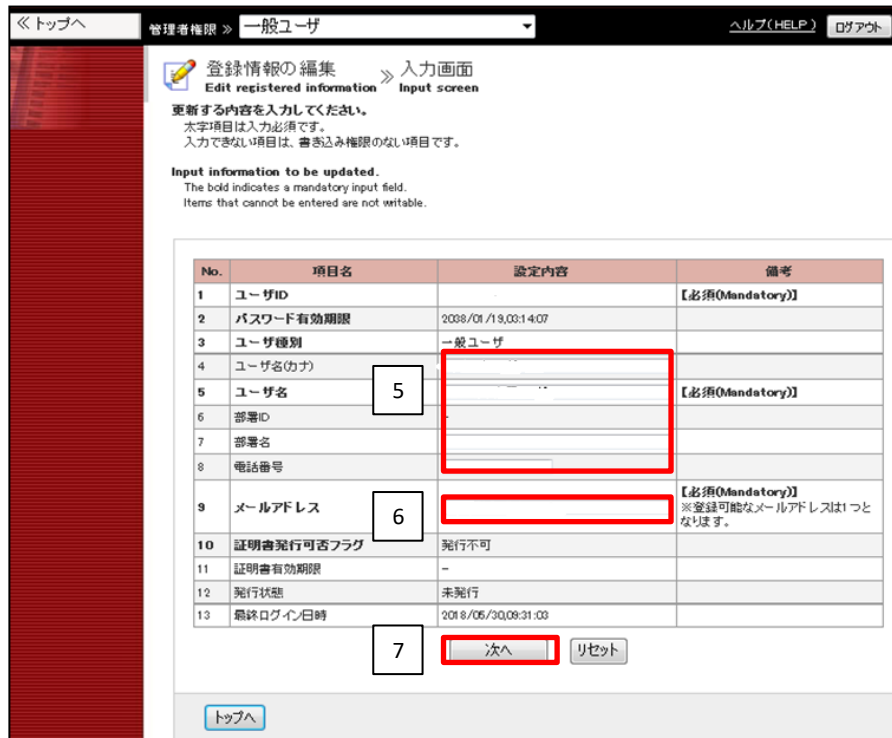 ≪トップへ
管理者権限 » 一般ユーザ
ヘルプ(HELP)
ログアウト
登録情報の編集 » 入力画面
Edit registered information Input screen
更新する内容を入力してください。
太字項目は入力必須です。
入力できない項目は、書き込み権限のない項目です。
Input information to be updated.
The bold indicates a mandatory input field.
Items that cannot be entered are not writable.
No. 項目名 設定内容 備考
1 ユーザID 【必須(Mandatory)】
2 パスワード有効期限 2038/01/19,03:14:07
3 ユーザ種別 一般ユーザ
4 ユーザ名(カナ)
5
5 ユーザ名 【必須(Mandatory)】
6 部署ID -
7 部署名
8 電話番号
9 メールアドレス 【必須(Mandatory)】
※登録可能なメールアドレスは1つと
なります。
6
10 証明書発行可否フラグ 発行不可
11 証明書有効期限 -
12 発行状態 未発行
13 最終ログイン日時 2018/05/30,09:31:03
7
次へ リセット
トップへ